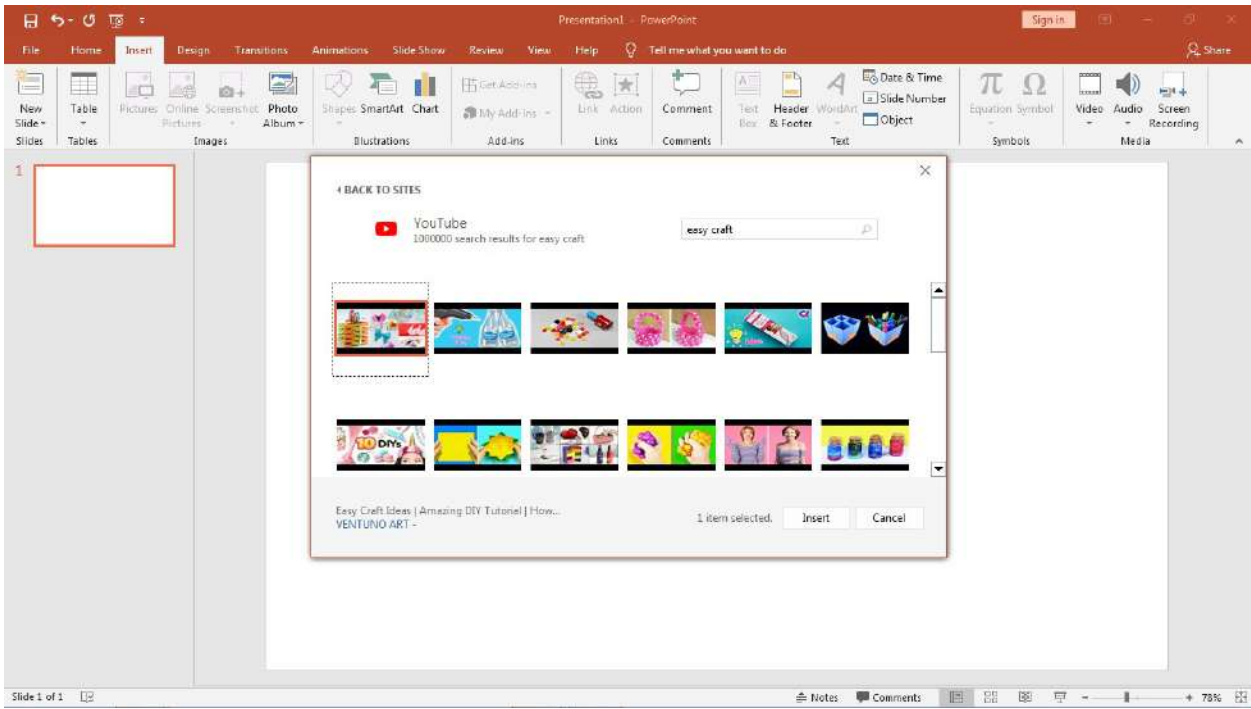 Presentation1 - PowerPoint
Sign in
File Home Insert Design Transitions Animations Slide Show Review View Help Tell me what you want to do Share
New Slide
Table
Pictures
Online Pictures
Screenshot
Photo Album
Shapes
SmartArt
Chart
Get Add-ins
My Add-ins
Link
Action
Comment
Text Box
Header & Footer
WordArt
Date & Time
Slide Number
Object
Equation
Symbol
Video
Audio
Screen Recording
Slides Tables Images Illustrations Add-ins Links Comments Text Symbols Media
1
BACK TO SITES
YouTube
1000000 search results for easy craft
easy craft
10 DIYs
Easy Craft Ideas | Amazing DIY Tutorial | How...
VENTUNO ART -
1 item selected. Insert Cancel
Slide 1 of 1
Notes Comments 78%